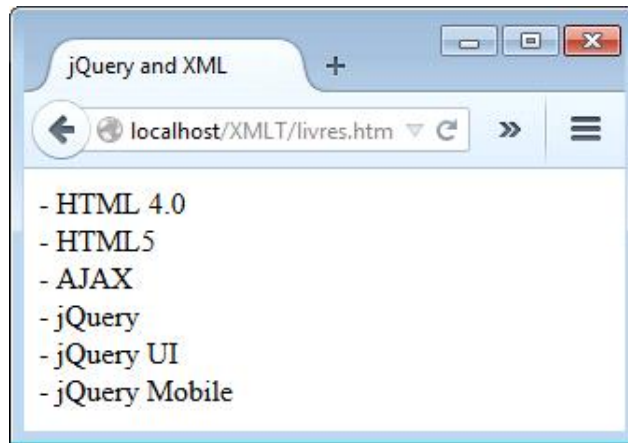 jQuery and XML
localhost/XMLT/livres.htm
- HTML 4.0
- HTML5
- AJAX
- jQuery
- jQuery UI
- jQuery Mobile